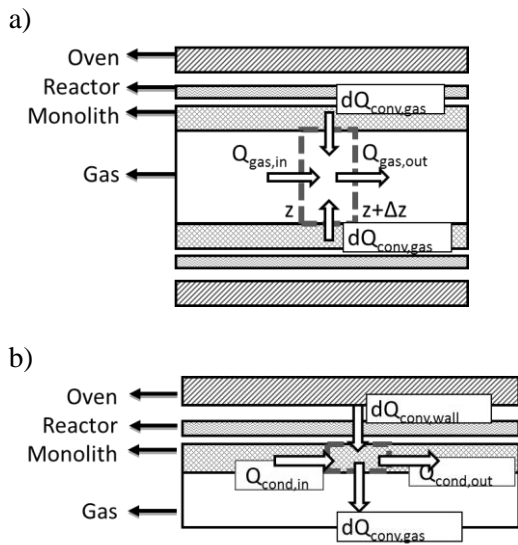 a)
Oven
Reactor
dQconv,gas
Monolith
Qgas,in
Qgas,out
Gas
z
z+Δz
dQconv,gas
b)
Oven
dQconv,wall
Reactor
Monolith
Qcond,in
Qcond,out
Gas
dQconv,gas